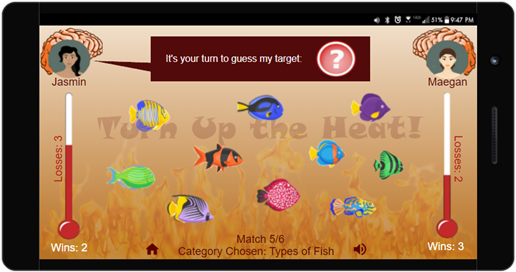 51% 9:47 PM
It's your turn to guess my target:
?
Jasmin
Maegan
Turn Up the Heat!
Losses: 3
Losses: 2
Wins: 2
Match 5/6
Wins: 3
Category Chosen: Types of Fish